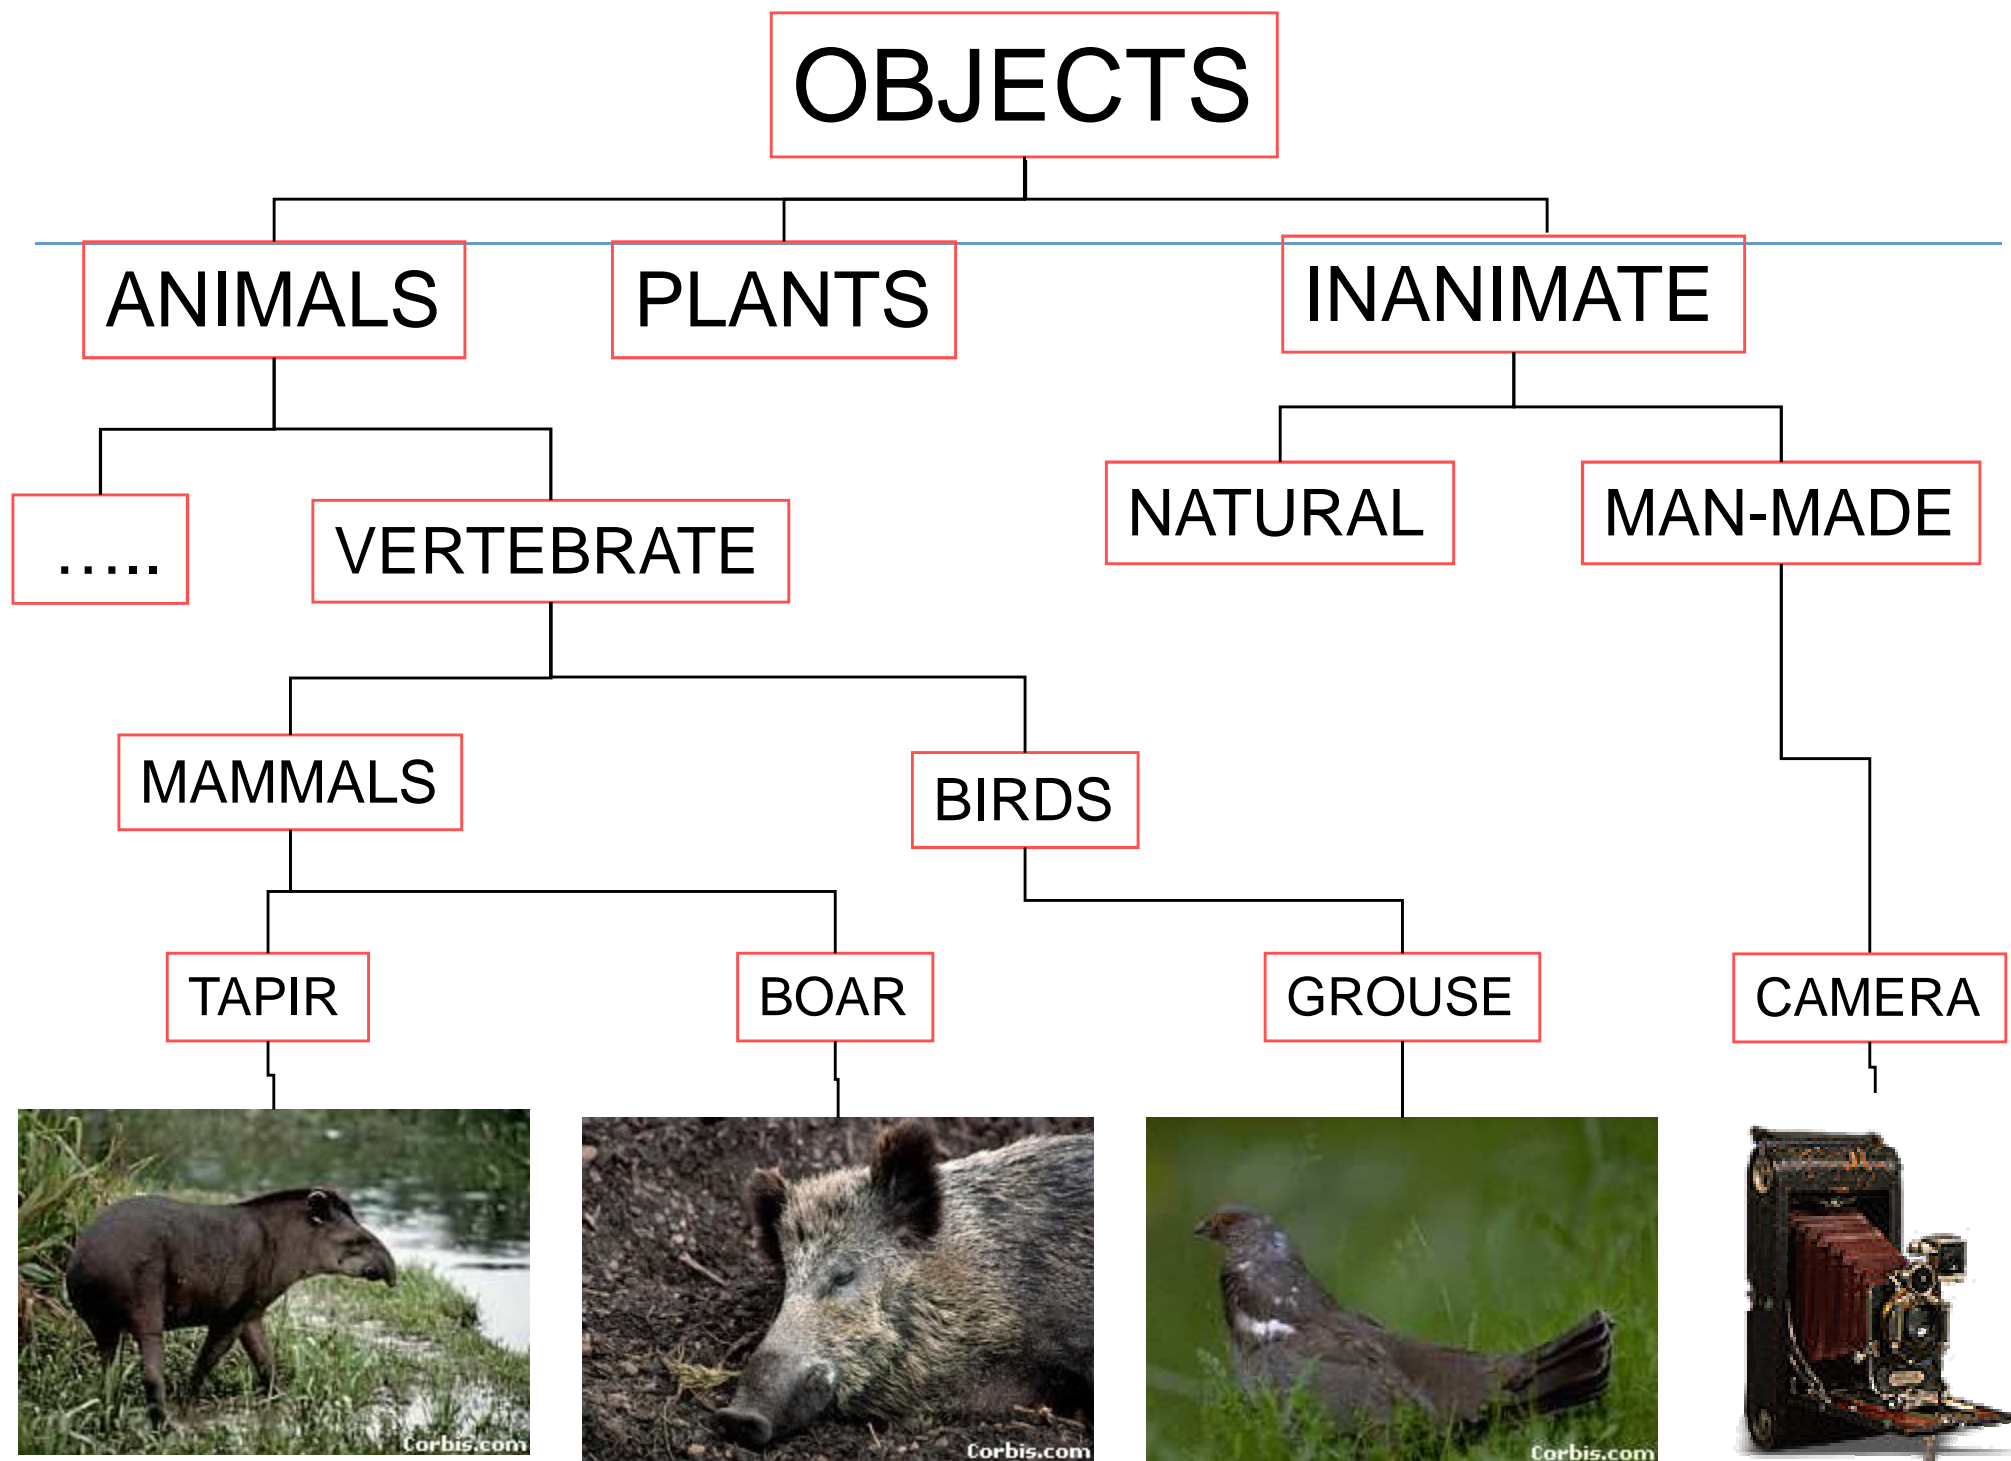 OBJECTS
ANIMALS
PLANTS
INANIMATE
…..
VERTEBRATE
NATURAL
MAN-MADE
MAMMALS
BIRDS
TAPIR
BOAR
GROUSE
CAMERA
Corbis.com
Corbis.com
Corbis.com